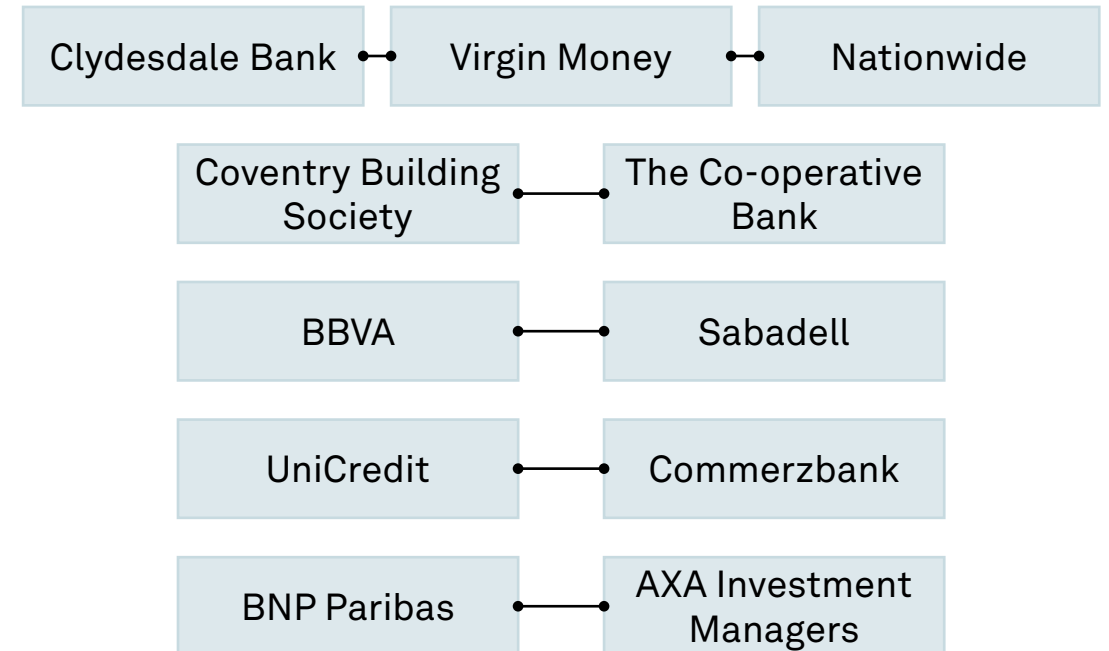 Clydesdale Bank Virgin Money Nationwide
Coventry Building The Co-operative
Society Bank
BBVA Sabadell
UniCredit Commerzbank
BNP Paribas AXA Investment
Managers